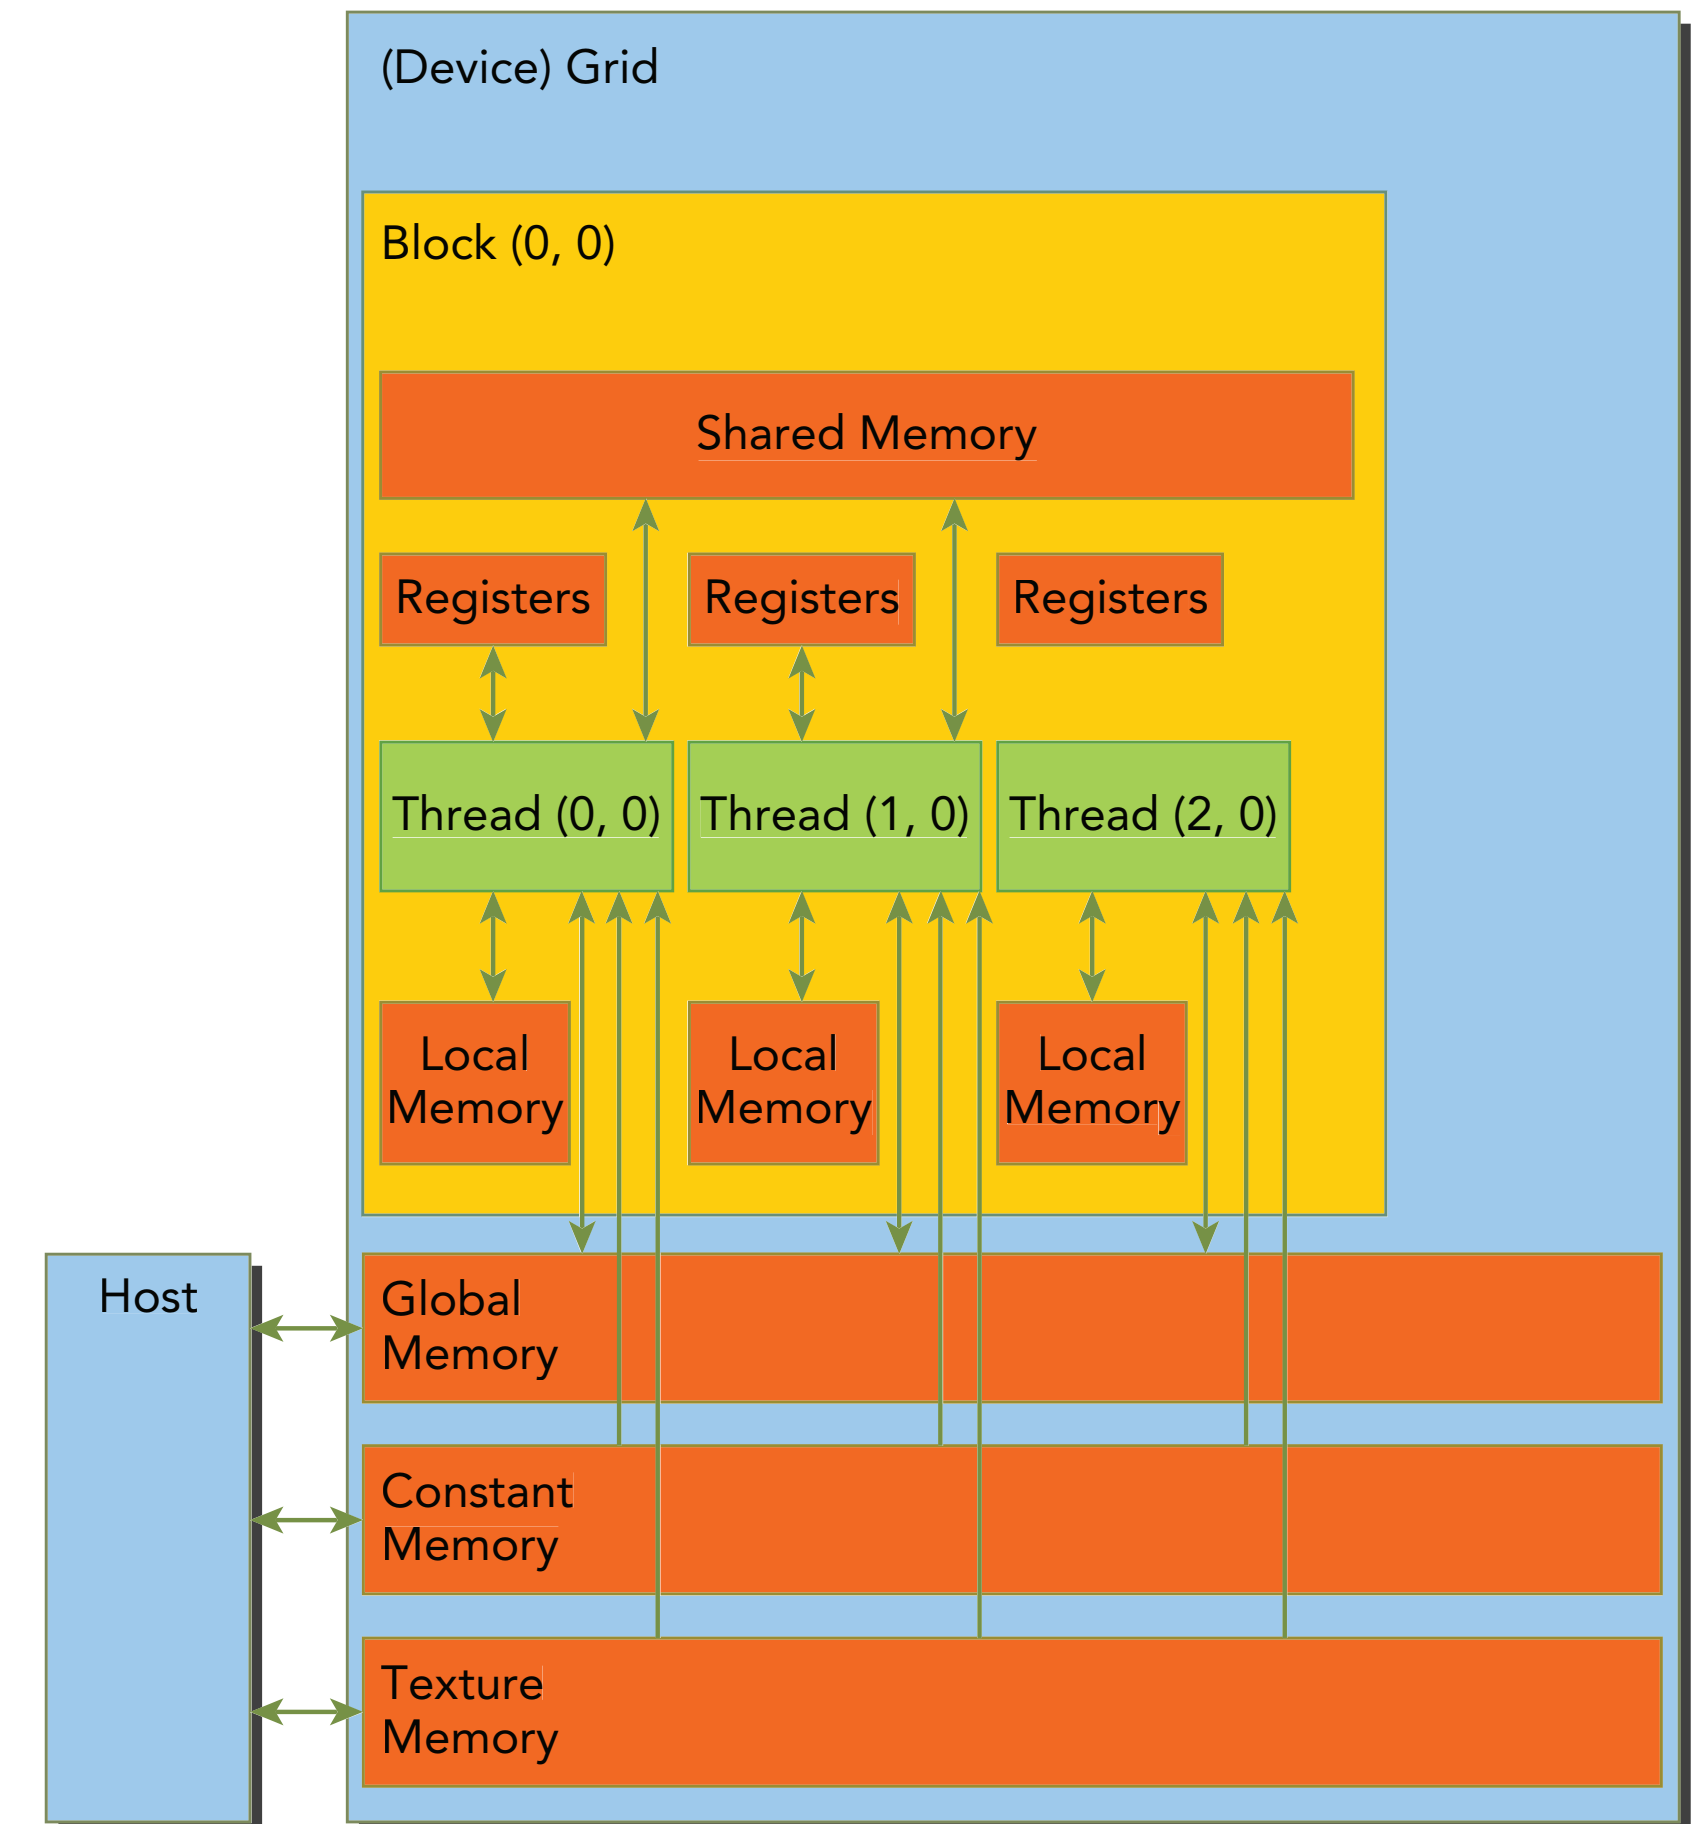 (Device) Grid
Block (0, 0)
Shared Memory
Registers
Registers
Registers
Thread (0, 0)
Thread (1, 0)
Thread (2, 0)
Local
Memory
Local
Memory
Local
Memory
Host
Global
Memory
Constant
Memory
Texture
Memory